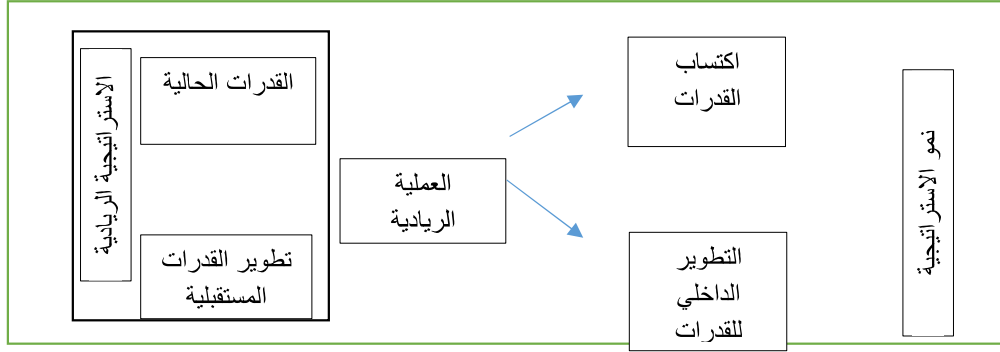 الاستراتيجية الريادية
القدرات الحالية
تطوير القدرات
المستقبلية
العملية
الريادية
اكتساب
القدرات
التطوير
الداخلي
للقدرات
نمو الاستراتيجية